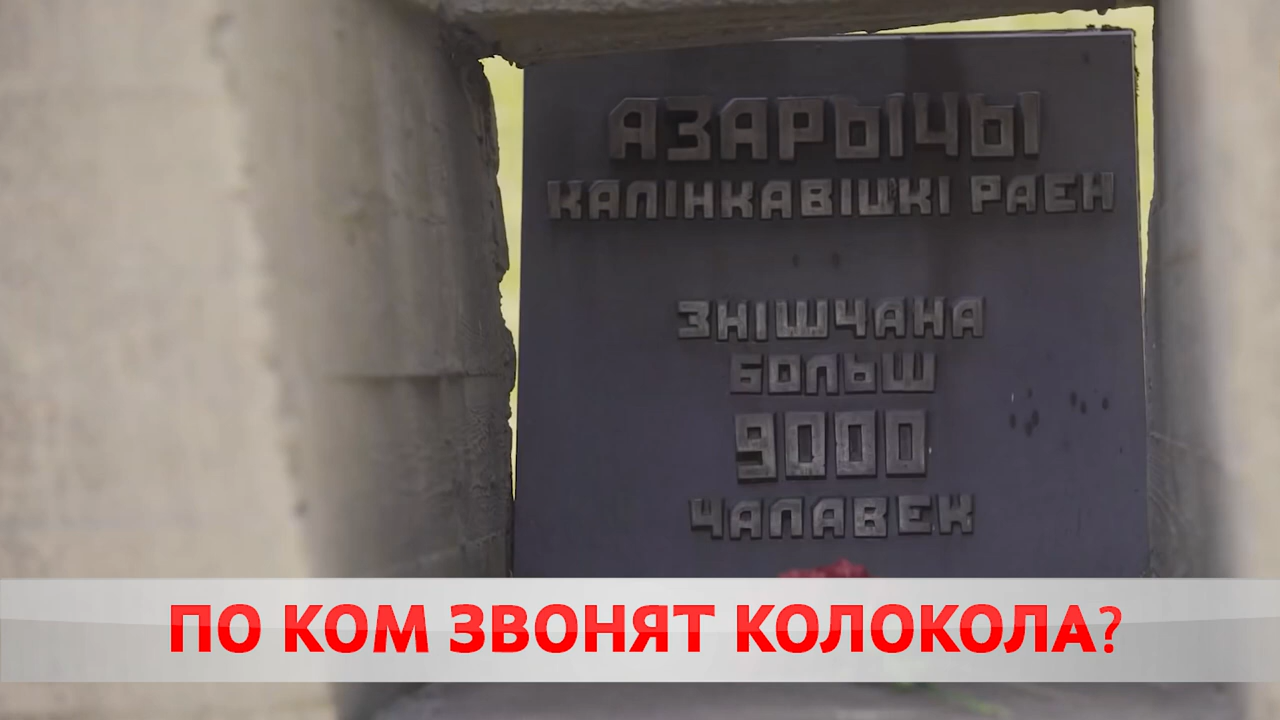 АЗАРЫЧЫ
КАЛІНКАВІЦКІ РАЕН
ЗНІШЧАНА
БОЛЬШ
9000
ЧАЛАВЕК
ПО КОМ ЗВОНЯТ КОЛОКОЛА?